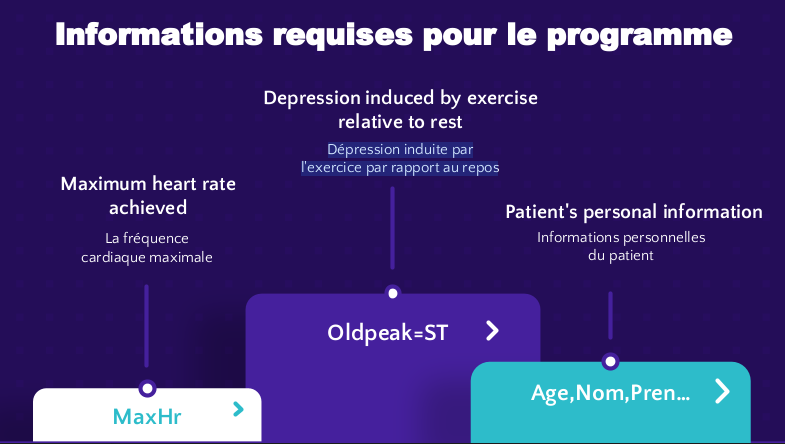 Informations requises pour le programme
Depression induced by exercise
relative to rest
Dépression induite par
l'exercice par rapport au repos
Maximum heart rate
achieved
La fréquence
cardiaque maximale
Patient's personal information
Informations personnelles
du patient
Oldpeak=ST
Age,Nom,Pren...
MaxHr